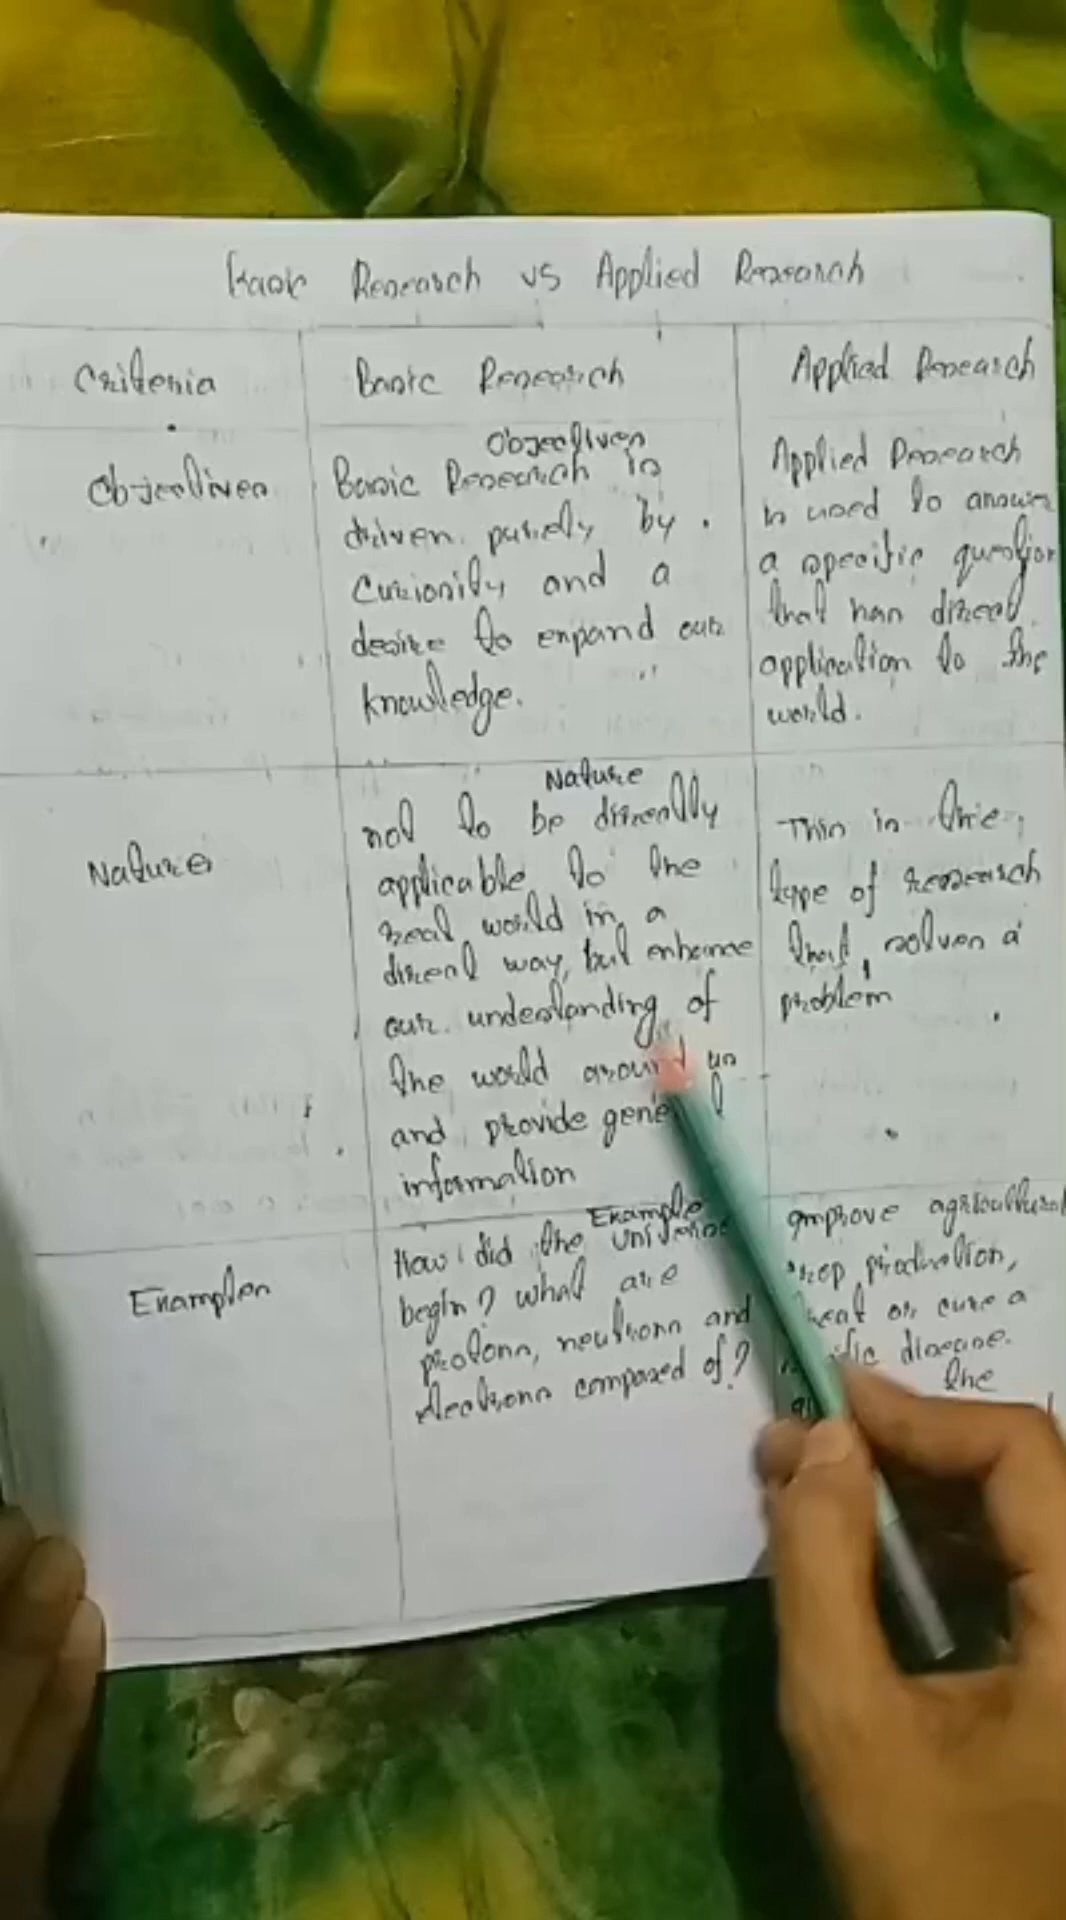 Basic Research vs Applied Research
Criteria
Basic Research
Applied Research
Objectives
Objectives
Basic Research is
driven purely by
Curiosity and a
desire to expand our
knowledge.
Applied Research
is used to answer
a specific question
that has direct
application to the
world.
Nature
Nature
not to be directly
applicable to the
real world in a
direct way, but enhance
our understanding of
the world around us
and provide general
information
This is the
type of research
that solves a
problem
Examples
Example
How did the universe
begin? what are
protons, neutrons and
electrons composed of?
improve agricultural
crop production,
treat or cure a
disease.
the